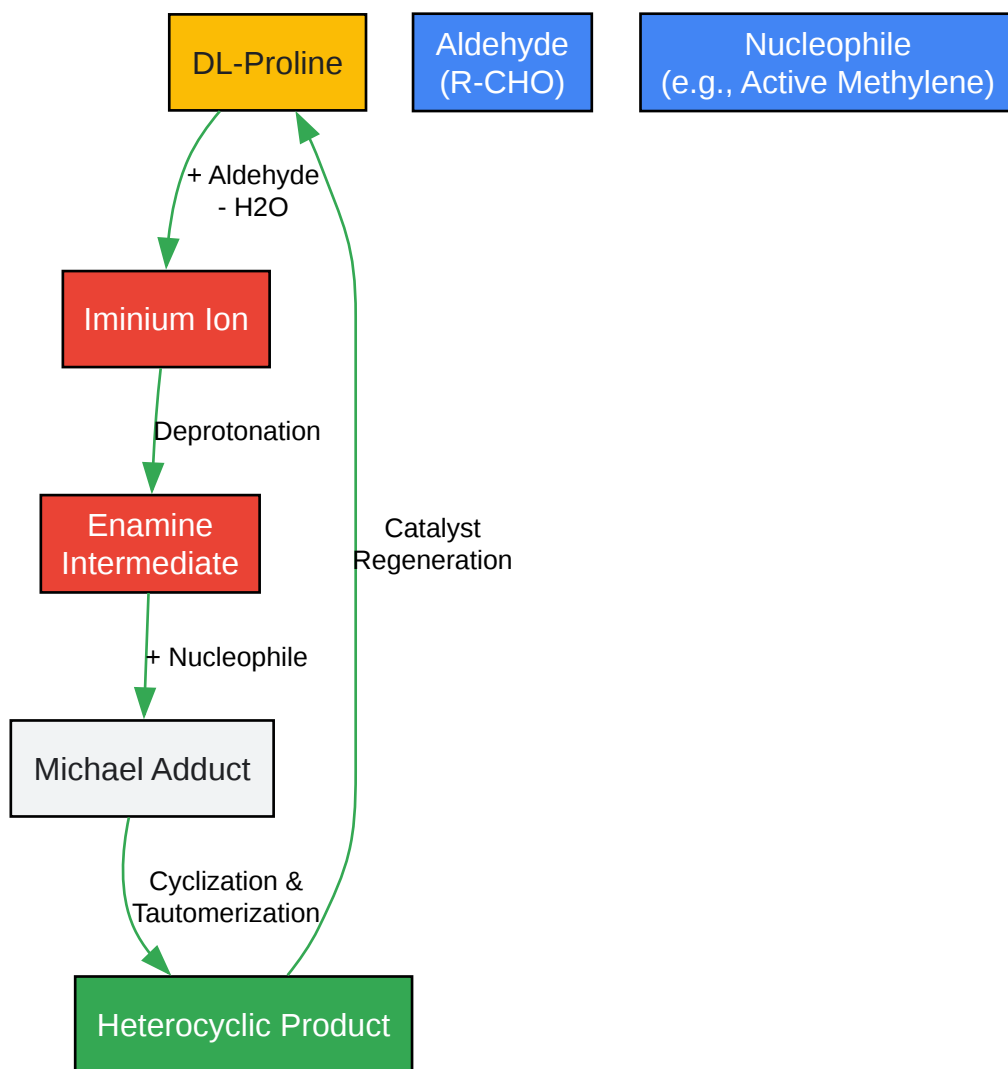 DL-Proline
Aldehyde
(R-CHO)
Nucleophile
(e.g., Active Methylene)
+ Aldehyde
- H2O
Iminium Ion
Deprotonation
Enamine
Intermediate
Catalyst
Regeneration
+ Nucleophile
Michael Adduct
Cyclization &
Tautomerization
Heterocyclic Product